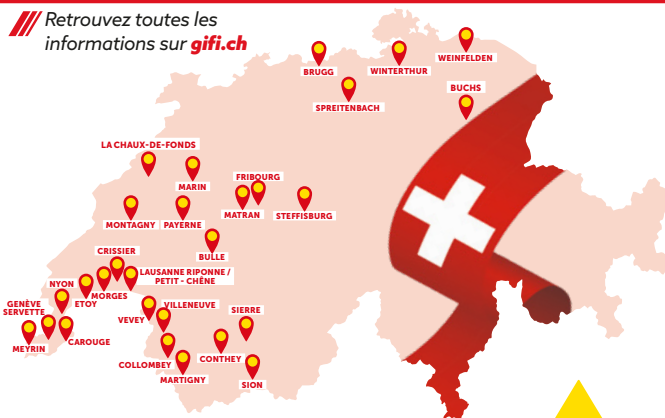 Retrouvez toutes les
informations sur gifi.ch
WEINFELDEN
BRUGG
WINTERTHUR
SPREITENBACH
BUCHS
LA CHAUX-DE-FONDS
MARIN
FRIBOURG
MATRAN
STEFFISBURG
MONTAGNY
PAYERNE
BULLE
CRISSIER
LAUSANNE RIPONNE /
PETIT - CHÊNE
NYON
ETOY
MORGES
GENÈVE
SERVETTE
VILLENEUVE
VEVEY
SIERRE
CAROUGE
MEYRIN
COLLOMBEY
CONTHEY
MARTIGNY
SION